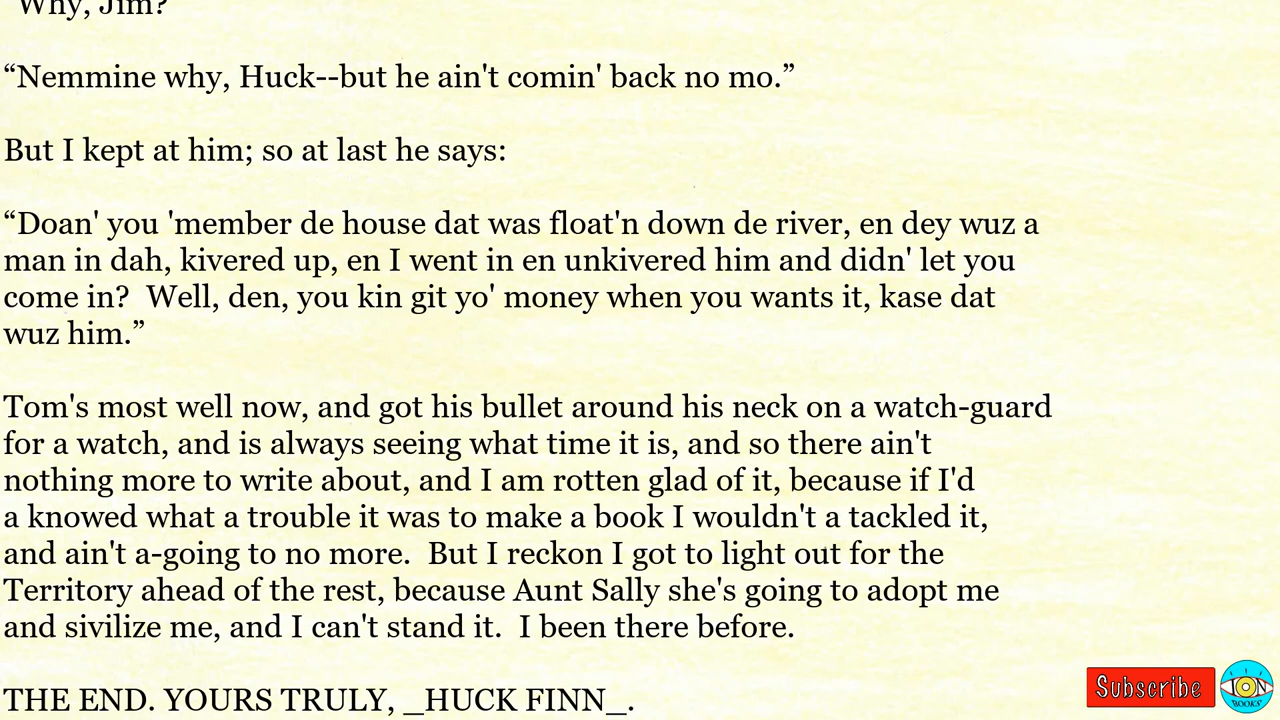 "Why, Jim?"
“Nemmine why, Huck--but he ain't comin' back no mo.”
But I kept at him; so at last he says:
“Doan' you 'member de house dat was float'n down de river, en dey wuz a
man in dah, kivered up, en I went in en unkivered him and didn' let you
come in?  Well, den, you kin git yo' money when you wants it, kase dat
wuz him.”
Tom's most well now, and got his bullet around his neck on a watch-guard
for a watch, and is always seeing what time it is, and so there ain't
nothing more to write about, and I am rotten glad of it, because if I'd
a knowed what a trouble it was to make a book I wouldn't a tackled it,
and ain't a-going to no more.  But I reckon I got to light out for the
Territory ahead of the rest, because Aunt Sally she's going to adopt me
and sivilize me, and I can't stand it.  I been there before.
THE END. YOURS TRULY, _HUCK FINN_.
Subscribe
ION
BOOKS